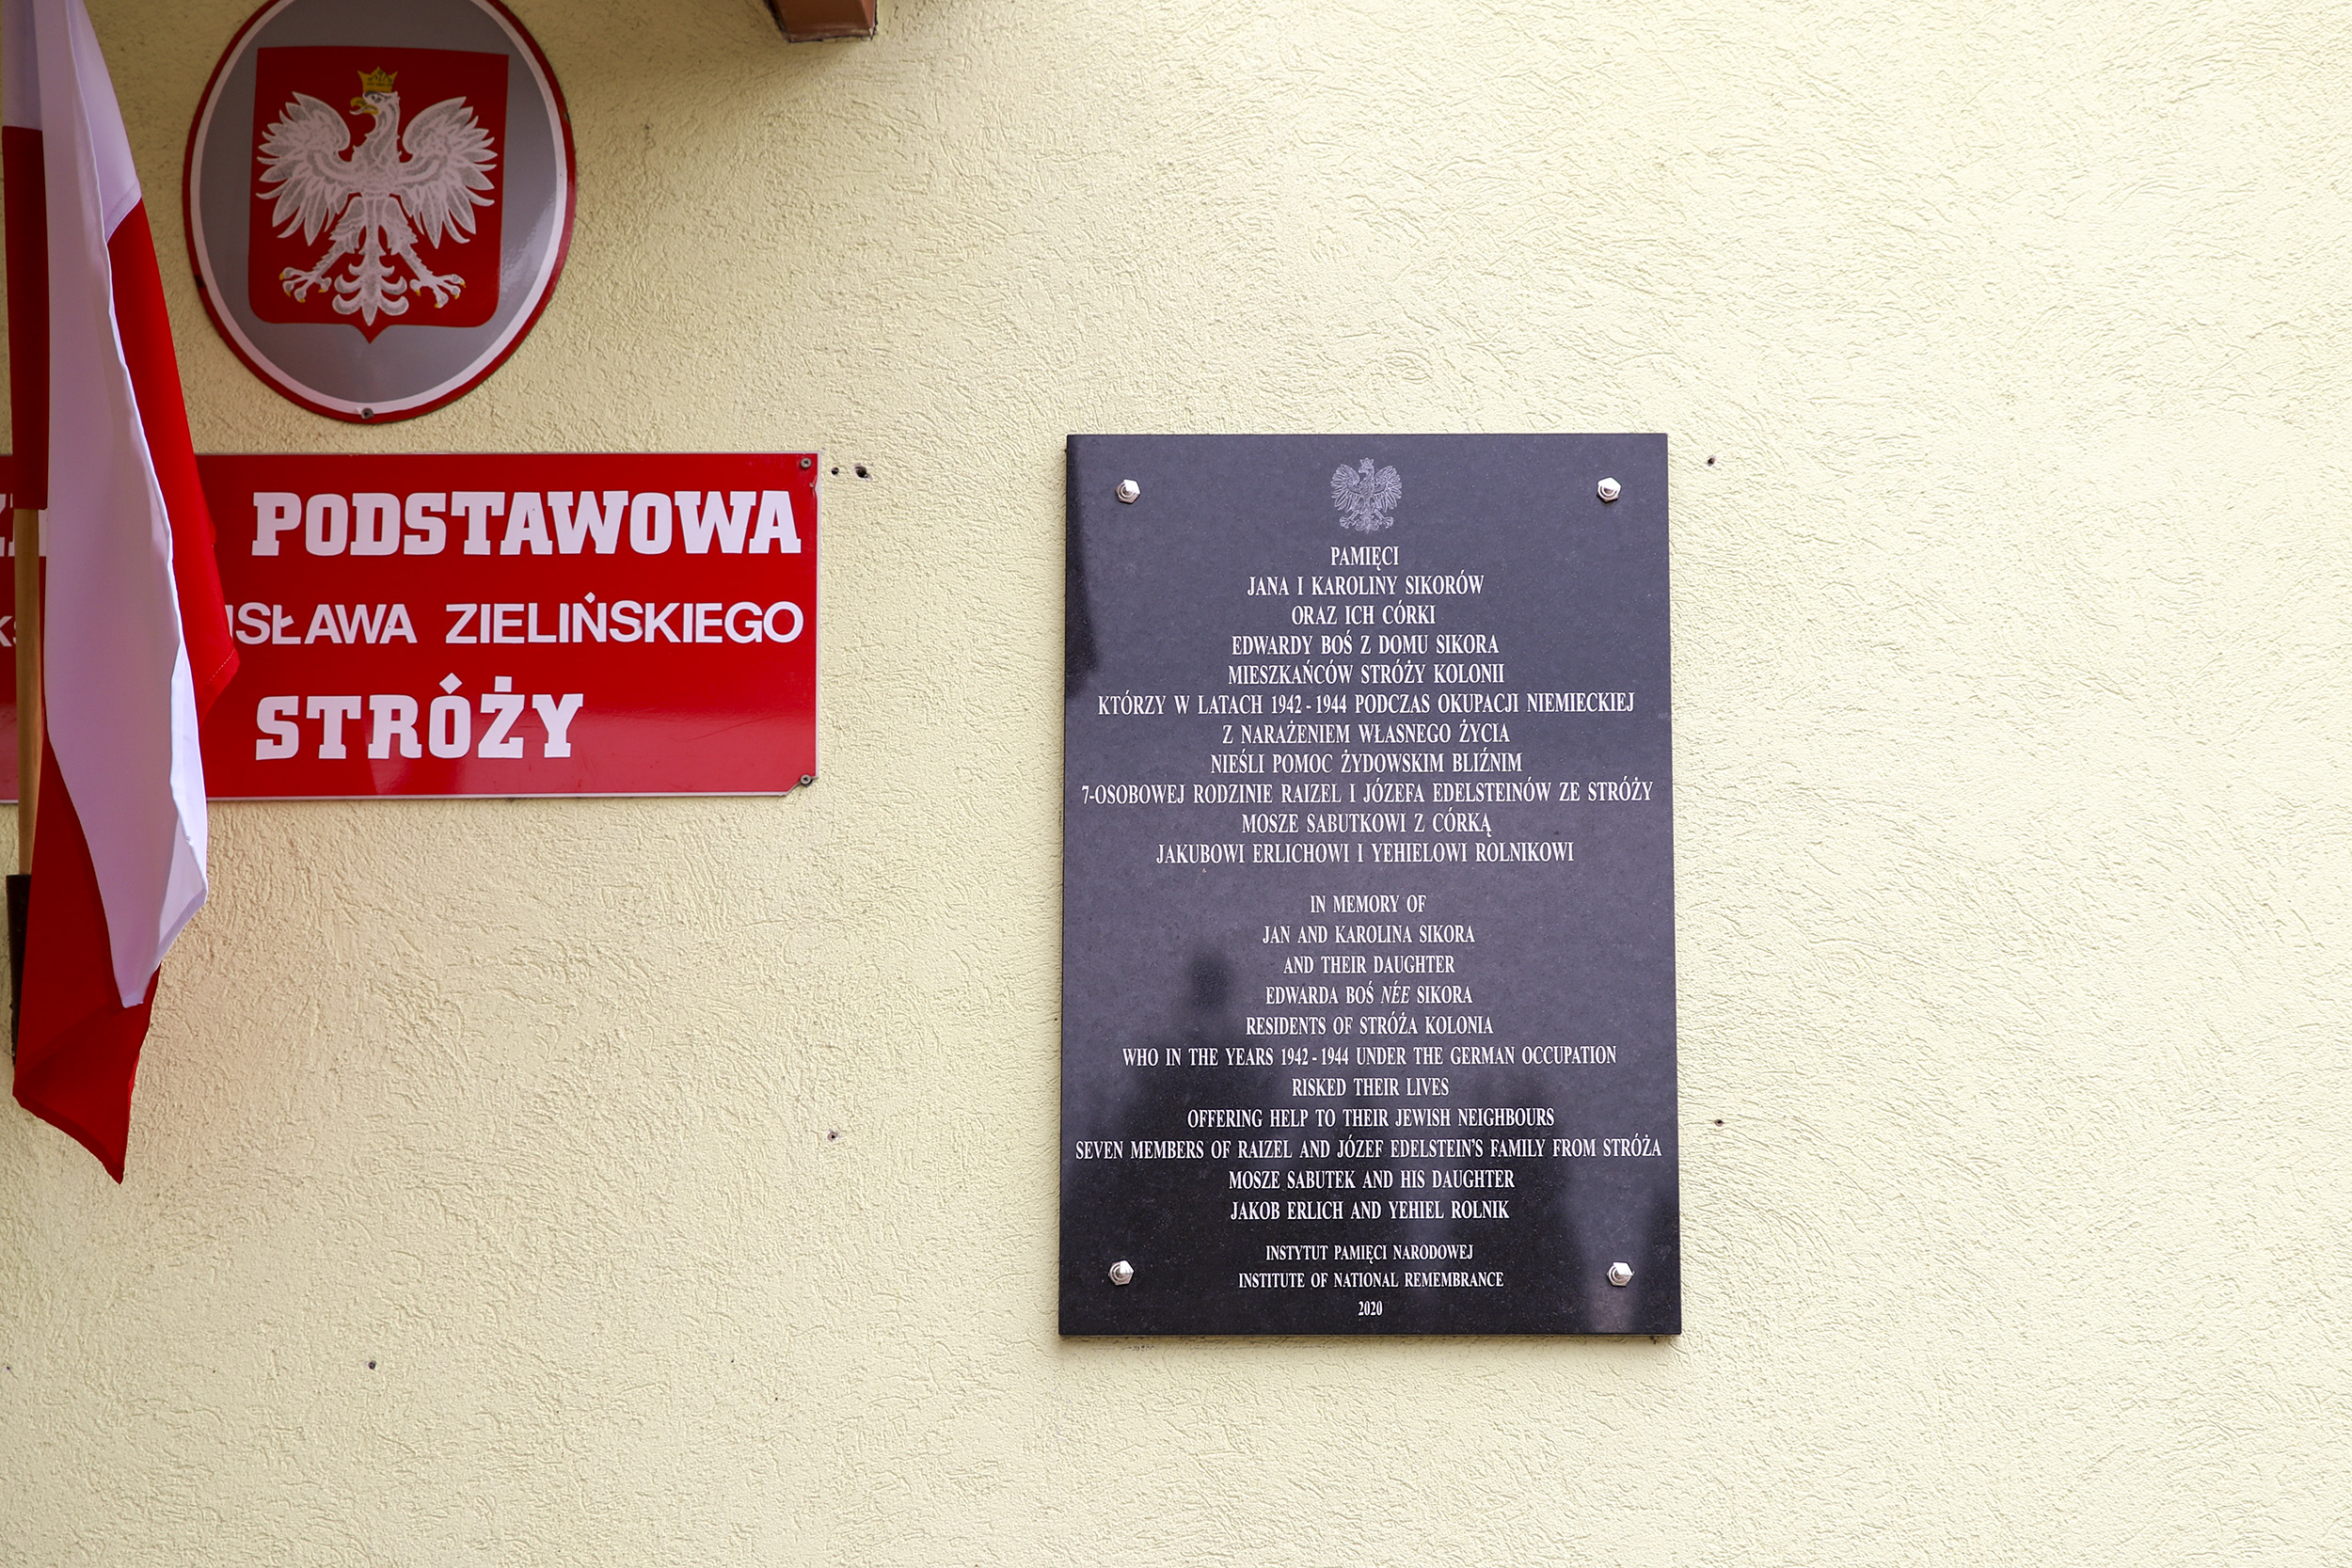 PODSTAWOWA
ISŁAWA ZIELIŃSKIEGO
STRÓŻY
PAMIĘCI
JANA I KAROLINY SIKORÓW
ORAZ ICH CÓRKI
EDWARDY BOŚ Z DOMU SIKORA
MIESZKAŃCÓW STRÓŻY KOLONII
KTÓRZY W LATACH 1942 - 1944 PODCZAS OKUPACJI NIEMIECKIEJ
Z NARAŻENIEM WŁASNEGO ŻYCIA
NIEŚLI POMOC ŻYDOWSKIM BLIŹNIM
7-OSOBOWEJ RODZINIE RAIZEL I JÓZEFA EDELSTEINÓW ZE STRÓŻY
MOSZE SABUTKOWI Z CÓRKĄ
JAKUBOWI ERLICHOWI I YEHIELOWI ROLNIKOWI
IN MEMORY OF
JAN AND KAROLINA SIKORA
AND THEIR DAUGHTER
EDWARDA BOŚ NÉE SIKORA
RESIDENTS OF STRÓŻA KOLONIA
WHO IN THE YEARS 1942 - 1944 UNDER THE GERMAN OCCUPATION
RISKED THEIR LIVES
OFFERING HELP TO THEIR JEWISH NEIGHBOURS
SEVEN MEMBERS OF RAIZEL AND JÓZEF EDELSTEIN'S FAMILY FROM STRÓŻA
MOSZE SABUTEK AND HIS DAUGHTER
JAKOB ERLICH AND YEHIEL ROLNIK
INSTYTUT PAMIĘCI NARODOWEJ
INSTITUTE OF NATIONAL REMEMBRANCE
2020